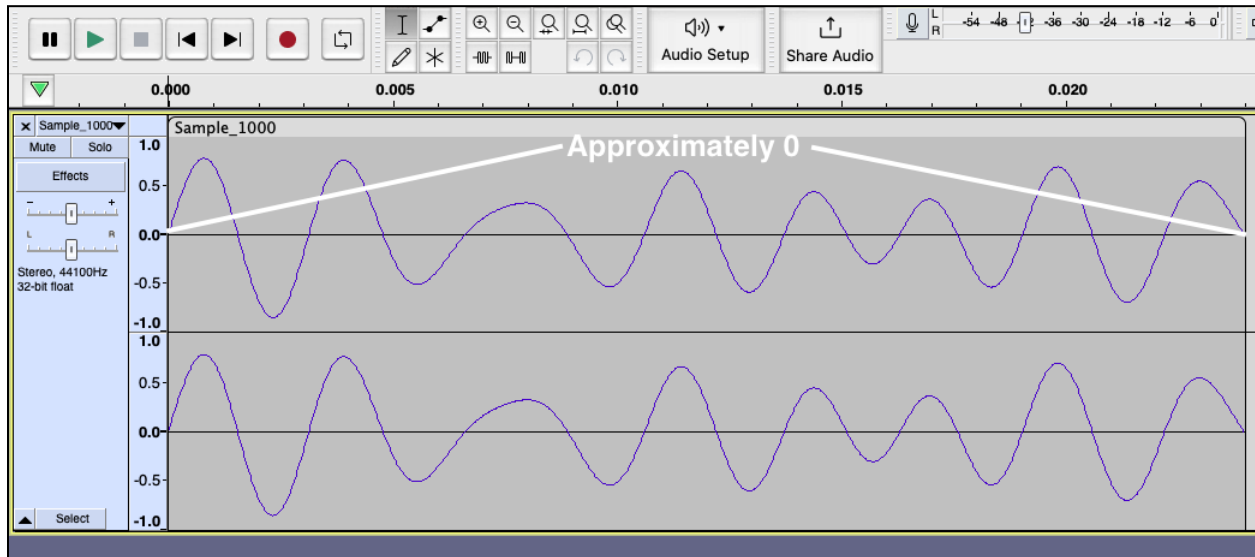 L
R
-54 -48 -42 -36 -30 -24 -18 -12 -6 0
Audio Setup
Share Audio
0.000 0.005 0.010 0.015 0.020
Sample_1000
Sample_1000
Mute Solo
Effects
- +
L R
Stereo, 44100Hz
32-bit float
Select
1.0
0.5
0.0
-0.5
-1.0
1.0
0.5
0.0
-0.5
-1.0
Approximately 0